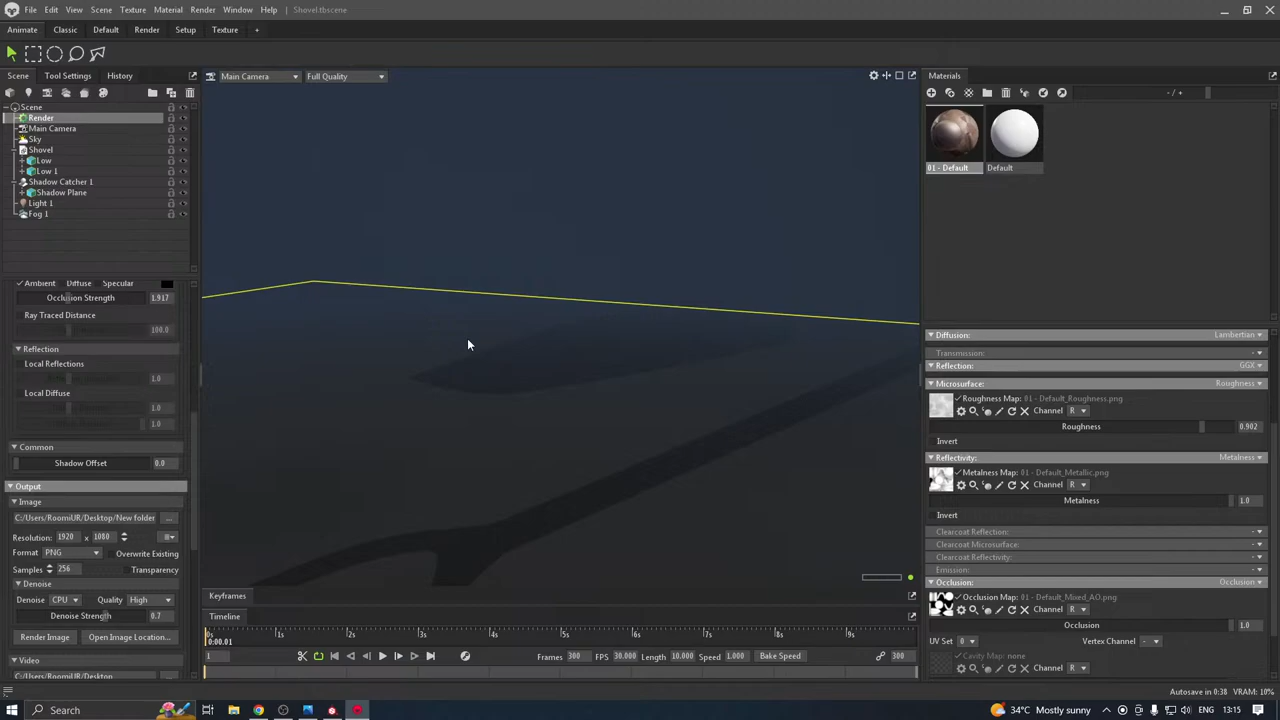 File Edit View Scene Texture Material Render Window Help Shovel.tbscene
Animate Classic Default Render Setup Texture +
Scene Tool Settings History
Main Camera Full Quality
Materials
- / +
Scene
Render
Main Camera
Sky
Shovel
Low
Low 1
Shadow Catcher 1
Shadow Plane
Light 1
Fog 1
01 - Default
Default
Ambient Diffuse Specular
Occlusion Strength 1.917
Ray Traced Distance
100.0
Reflection
Local Reflections
1.0
Local Diffuse
1.0
1.0
Common
Shadow Offset 0.0
Output
Image
C:/Users/RoomiUR/Desktop/New folder ...
Resolution: 1920 x 1080
Format PNG Overwrite Existing
Samples 256 Transparency
Denoise
Denoise CPU Quality High
Denoise Strength 0.7
Render Image Open Image Location...
Video
C:/Users/RoomiUR/Desktop
Diffusion: Lambertian
Transmission: -
Reflection: GGX
Microsurface: Roughness
Roughness Map: 01 - Default_Roughness.png
Channel R
Roughness 0.902
Invert
Reflectivity: Metalness
Metalness Map: 01 - Default_Metallic.png
Channel R
Metalness 1.0
Invert
Clearcoat Reflection: -
Clearcoat Microsurface: -
Clearcoat Reflectivity: -
Emission: -
Occlusion: Occlusion
Occlusion Map: 01 - Default_Mixed_AO.png
Channel R
Occlusion 1.0
UV Set 0 Vertex Channel -
Cavity Map: none
Channel R
Keyframes
Timeline
0s 1s 2s 3s 4s 5s 6s 7s 8s 9s
0:00.01
1 Frames 300 FPS 30.000 Length 10.000 Speed 1.000 Bake Speed 300
Autosave in 0:38 VRAM: 10%
Search 34°C Mostly sunny ENG 13:15